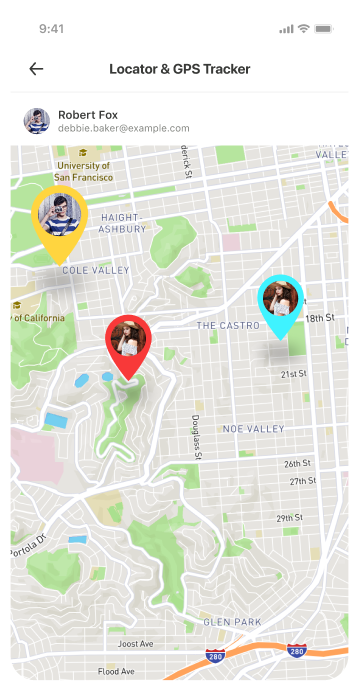 9:41
Locator & GPS Tracker
Robert Fox
debbie.baker@example.com
University of
San Francisco
derick St
VALLE
HAIGHT-
ASHBURY
COLE VALLEY
y of California
THE CASTRO
18th St
21st St
Douglass St
NOE VALLEY
26th St
27th St
29th St
Portola Dr
GLEN PARK
280
280
Joost Ave
Flood Ave